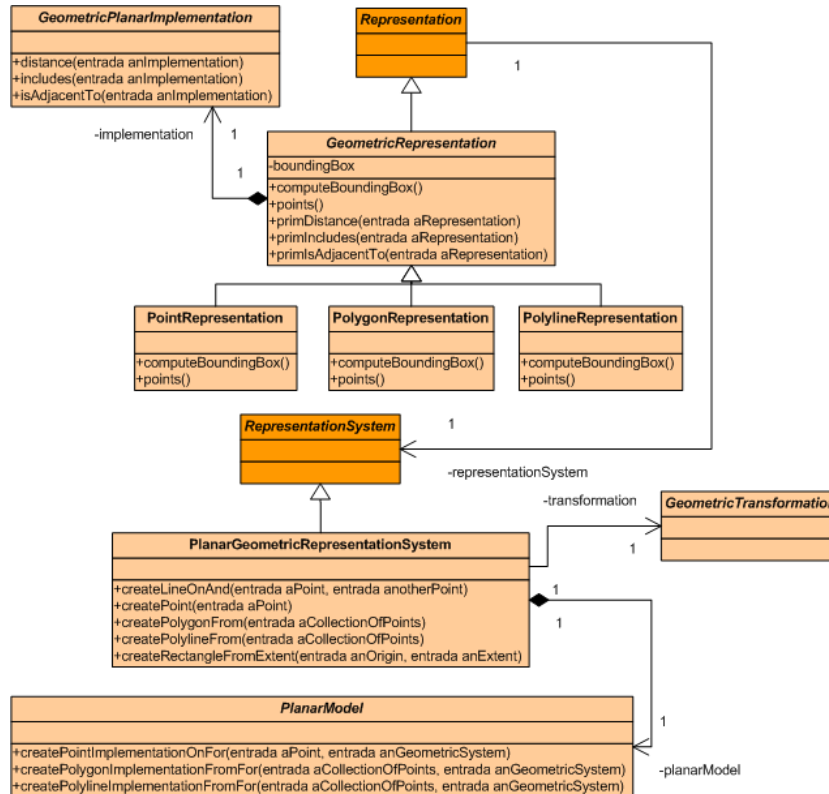 GeometricPlanarImplementation
+distance(entrada anImplementation)
+includes(entrada anImplementation)
+isAdjacentTo(entrada anImplementation)
Representation
1
-implementation
1
1
GeometricRepresentation
-boundingBox
+computeBoundingBox()
+points()
+primDistance(entrada aRepresentation)
+primIncludes(entrada aRepresentation)
+primIsAdjacentTo(entrada aRepresentation)
PointRepresentation
+computeBoundingBox()
+points()
PolygonRepresentation
+computeBoundingBox()
+points()
PolylineRepresentation
+computeBoundingBox()
+points()
RepresentationSystem
1
-representationSystem
-transformation
GeometricTransformation
1
PlanarGeometricRepresentationSystem
+createLineOnAnd(entrada aPoint, entrada anotherPoint)
+createPoint(entrada aPoint)
+createPolygonFrom(entrada aCollectionOfPoints)
+createPolylineFrom(entrada aCollectionOfPoints)
+createRectangleFromExtent(entrada anOrigin, entrada anExtent)
1
1
PlanarModel
+createPointImplementationOnFor(entrada aPoint, entrada anGeometricSystem)
+createPolygonImplementationFromFor(entrada aCollectionOfPoints, entrada anGeometricSystem)
+createPolylineImplementationFromFor(entrada aCollectionOfPoints, entrada anGeometricSystem)
1
-planarModel